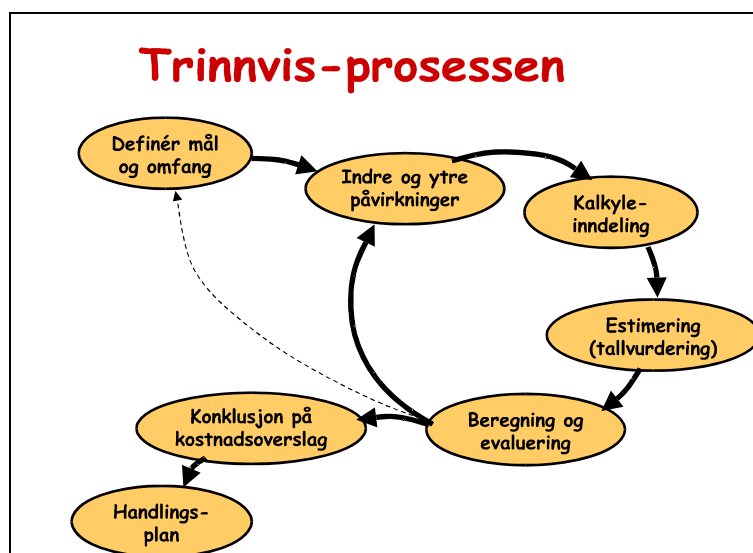 Trinnvis-prosessen
Definér mål
og omfang
Indre og ytre
påvirkninger
Kalkyle-
inndeling
Estimering
(tallvurdering)
Beregning og
evaluering
Konklusjon på
kostnadsoverslag
Handlings-
plan